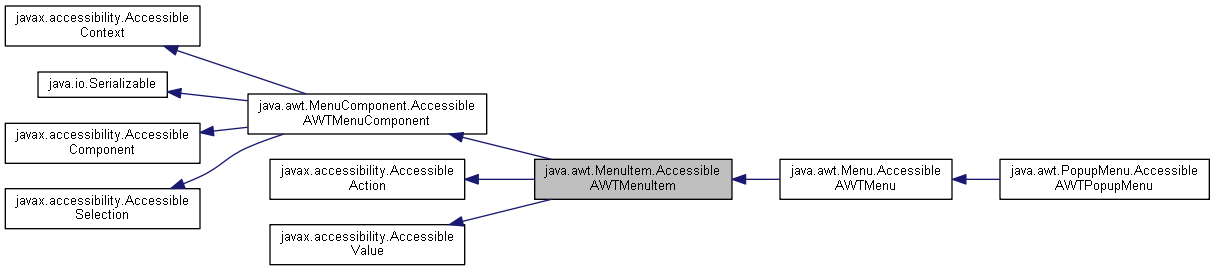 javax.accessibility.Accessible
Context
java.io.Serializable
java.awt.MenuComponent.Accessible
AWTMenuComponent
javax.accessibility.Accessible
Component
javax.accessibility.Accessible
Selection
javax.accessibility.Accessible
Action
java.awt.MenuItem.Accessible
AWTMenuItem
java.awt.Menu.Accessible
AWTMenu
java.awt.PopupMenu.Accessible
AWTPopupMenu
javax.accessibility.Accessible
Value